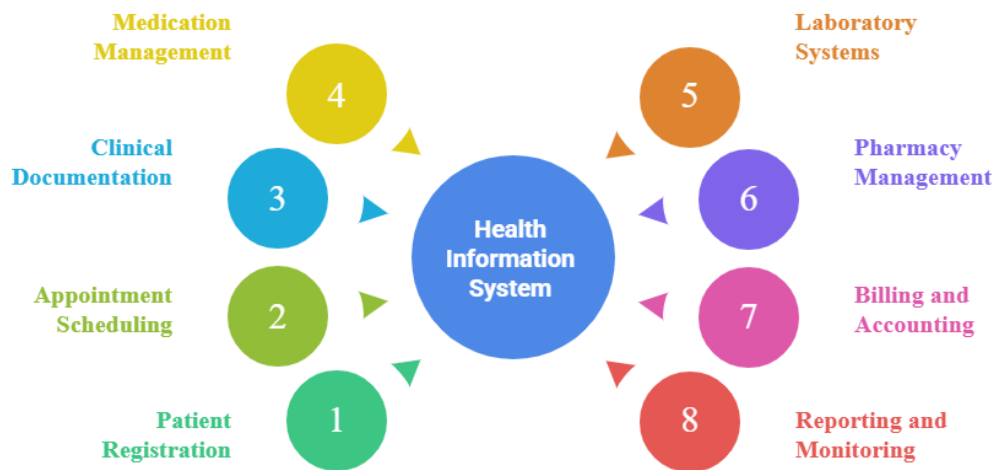 Medication
Management
4
Laboratory
Systems
5
Clinical
Documentation
3
Pharmacy
Management
6
Health
Information
System
Appointment
Scheduling
2
Billing and
Accounting
7
Patient
Registration
1
Reporting and
Monitoring
8